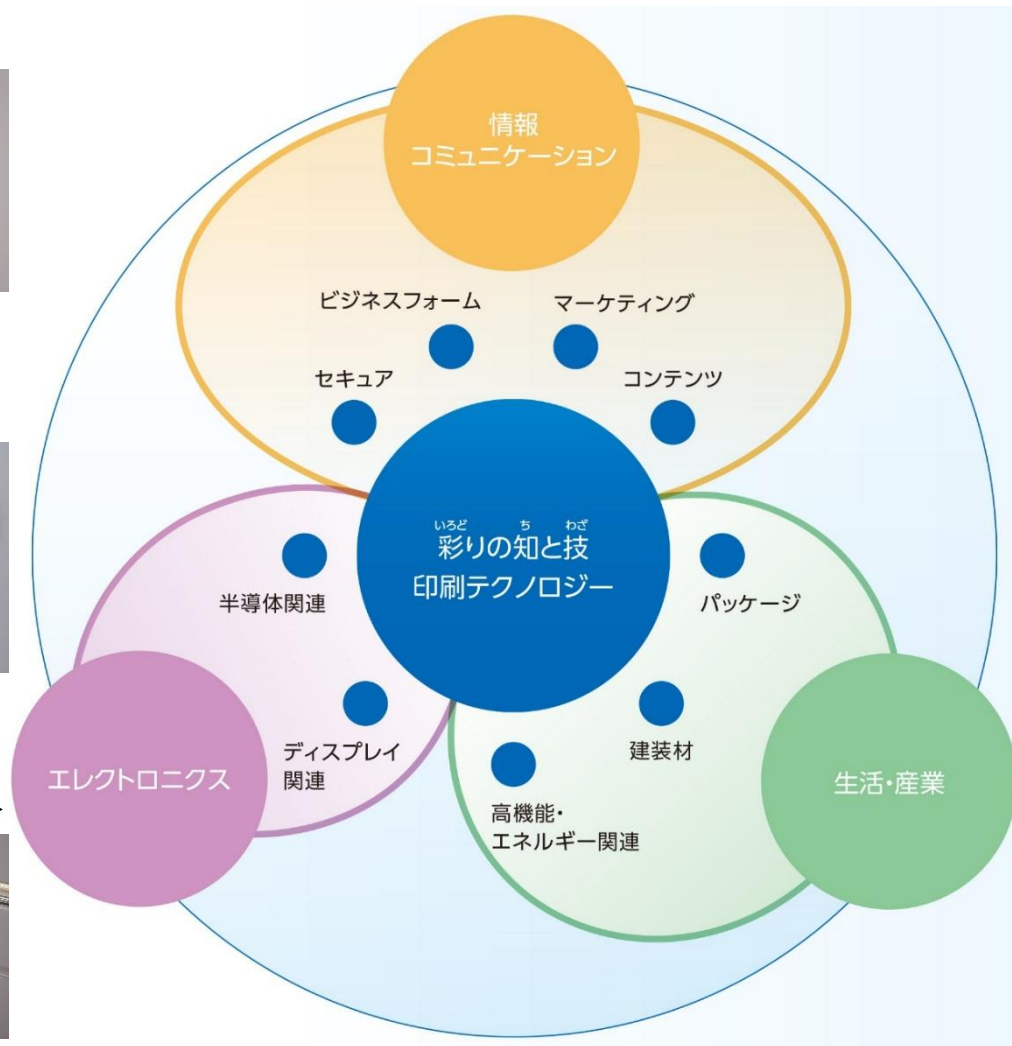 情報
コミュニケーション
ビジネスフォーム
マーケティング
セキュア
コンテンツ
いろど ち わざ
彩りの知と技
印刷テクノロジー
半導体関連
パッケージ
ディスプレイ
関連
建装材
エレクトロニクス
生活・産業
高機能・
エネルギー関連